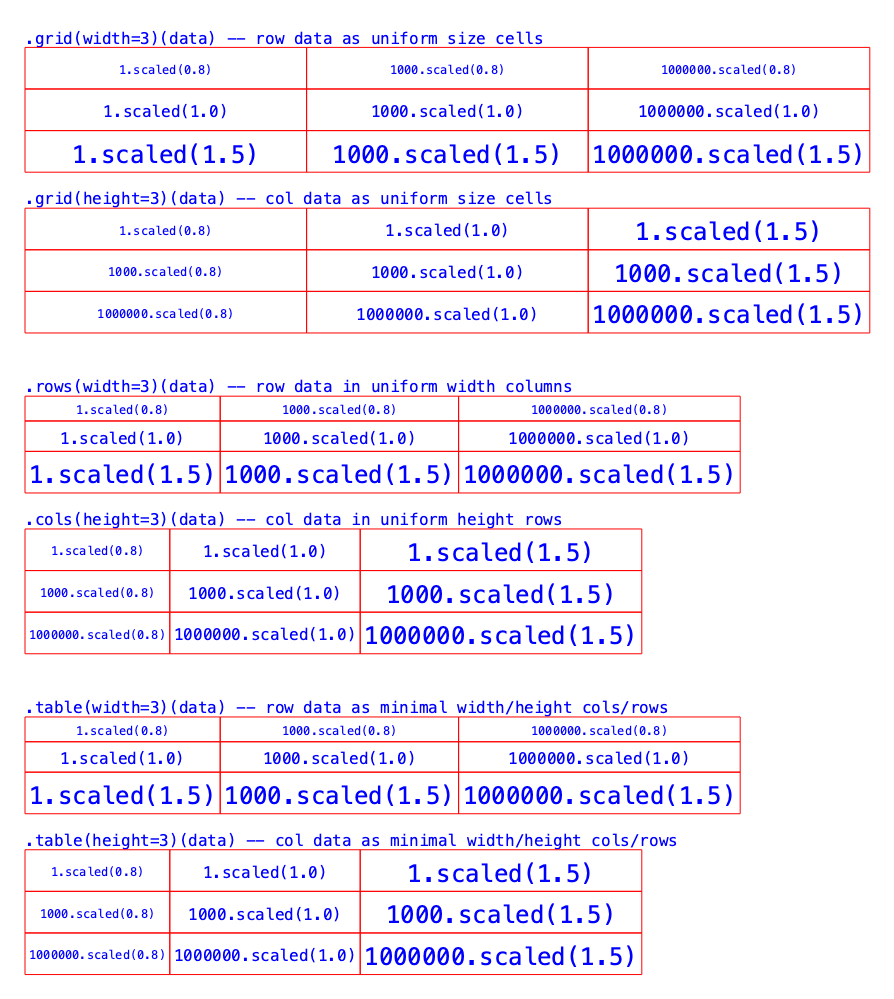 .grid(width=3)(data) -- row data as uniform size cells
1.scaled(0.8) 1000.scaled(0.8) 1000000.scaled(0.8)
1.scaled(1.0) 1000.scaled(1.0) 1000000.scaled(1.0)
1.scaled(1.5) 1000.scaled(1.5) 1000000.scaled(1.5)
.grid(height=3)(data) -- col data as uniform size cells
1.scaled(0.8) 1.scaled(1.0) 1.scaled(1.5)
1000.scaled(0.8) 1000.scaled(1.0) 1000.scaled(1.5)
1000000.scaled(0.8) 1000000.scaled(1.0) 1000000.scaled(1.5)
.rows(width=3)(data) -- row data in uniform width columns
1.scaled(0.8) 1000.scaled(0.8) 1000000.scaled(0.8)
1.scaled(1.0) 1000.scaled(1.0) 1000000.scaled(1.0)
1.scaled(1.5) 1000.scaled(1.5) 1000000.scaled(1.5)
.cols(height=3)(data) -- col data in uniform height rows
1.scaled(0.8) 1.scaled(1.0) 1.scaled(1.5)
1000.scaled(0.8) 1000.scaled(1.0) 1000.scaled(1.5)
1000000.scaled(0.8) 1000000.scaled(1.0) 1000000.scaled(1.5)
.table(width=3)(data) -- row data as minimal width/height cols/rows
1.scaled(0.8) 1000.scaled(0.8) 1000000.scaled(0.8)
1.scaled(1.0) 1000.scaled(1.0) 1000000.scaled(1.0)
1.scaled(1.5) 1000.scaled(1.5) 1000000.scaled(1.5)
.table(height=3)(data) -- col data as minimal width/height cols/rows
1.scaled(0.8) 1.scaled(1.0) 1.scaled(1.5)
1000.scaled(0.8) 1000.scaled(1.0) 1000.scaled(1.5)
1000000.scaled(0.8) 1000000.scaled(1.0) 1000000.scaled(1.5)